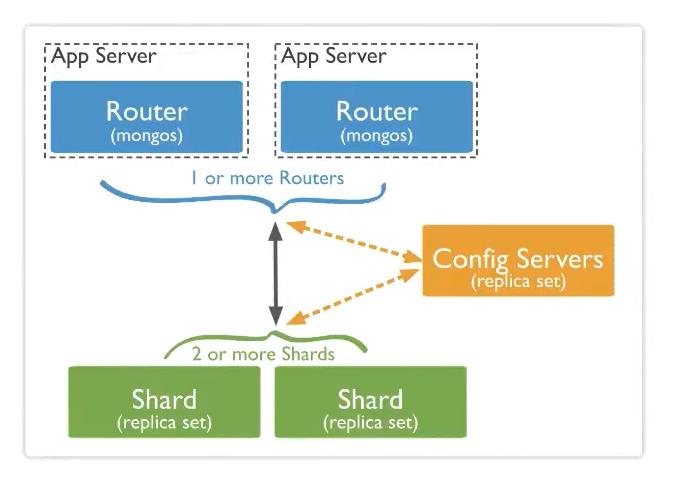 App Server
App Server
Router
(mongos)
Router
(mongos)
1 or more Routers
Config Servers
(replica set)
2 or more Shards
Shard
(replica set)
Shard
(replica set)